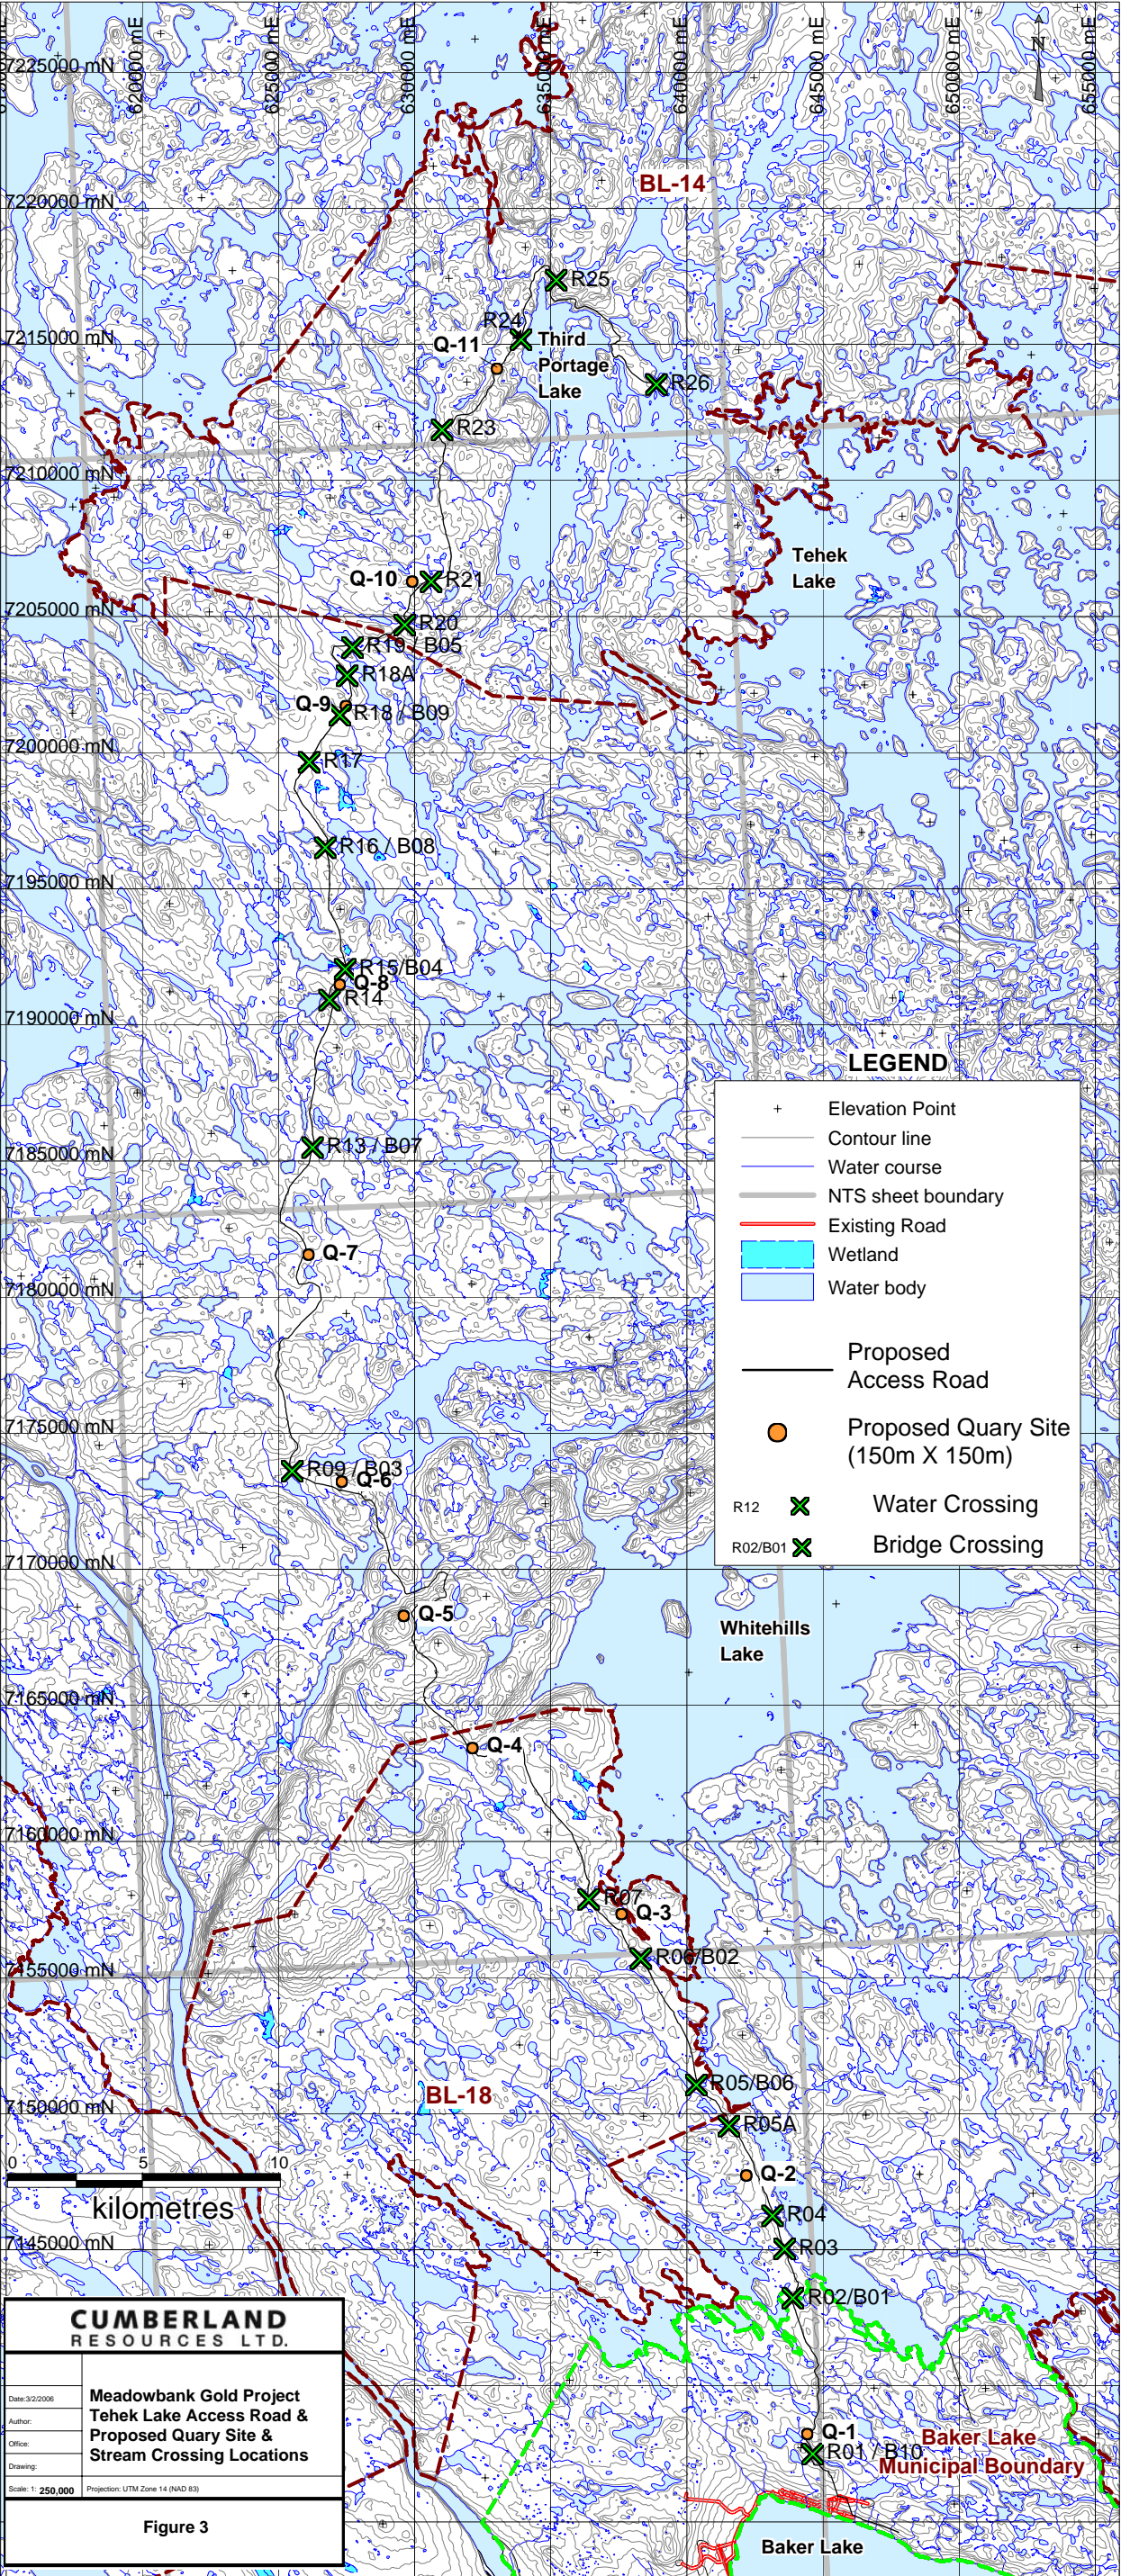 620000 mE
625000 mE
630000 mE
635000 mE
640000 mE
645000 mE
650000 mE
655000 mE
N
7225000 mN
BL-14
7220000 mN
R25
R24
7215000 mN
Q-11
Third
Portage
Lake
R26
R23
7210000 mN
Tehek
Lake
Q-10
R21
7205000 mN
R20
R19 / B05
R18A
Q-9
R18 / B09
7200000 mN
R17
R16 / B08
7195000 mN
R15/B04
Q-8
R14
7190000 mN
LEGEND
Elevation Point
Contour line
Water course
NTS sheet boundary
Existing Road
Wetland
Water body
Proposed
Access Road
Proposed Quary Site
(150m X 150m)
R12
Water Crossing
R02/B01
Bridge Crossing
R13 / B07
7185000 mN
Q-7
7180000 mN
7175000 mN
R09 / B03
Q-6
7170000 mN
Q-5
Whitehills
Lake
7165000 mN
Q-4
7160000 mN
R07
Q-3
R06/B02
7155000 mN
R05/B06
BL-18
7150000 mN
R05A
Q-2
0 5 10
kilometres
R04
7145000 mN
R03
R02/B01
Q-1
R01 / B10
Baker Lake
Municipal Boundary
Baker Lake
CUMBERLAND
RESOURCES LTD.
Date:3/2/2006
Author:
Office:
Drawing:
Meadowbank Gold Project
Tehek Lake Access Road &
Proposed Quary Site &
Stream Crossing Locations
Scale: 1: 250,000
Projection: UTM Zone 14 (NAD 83)
Figure 3